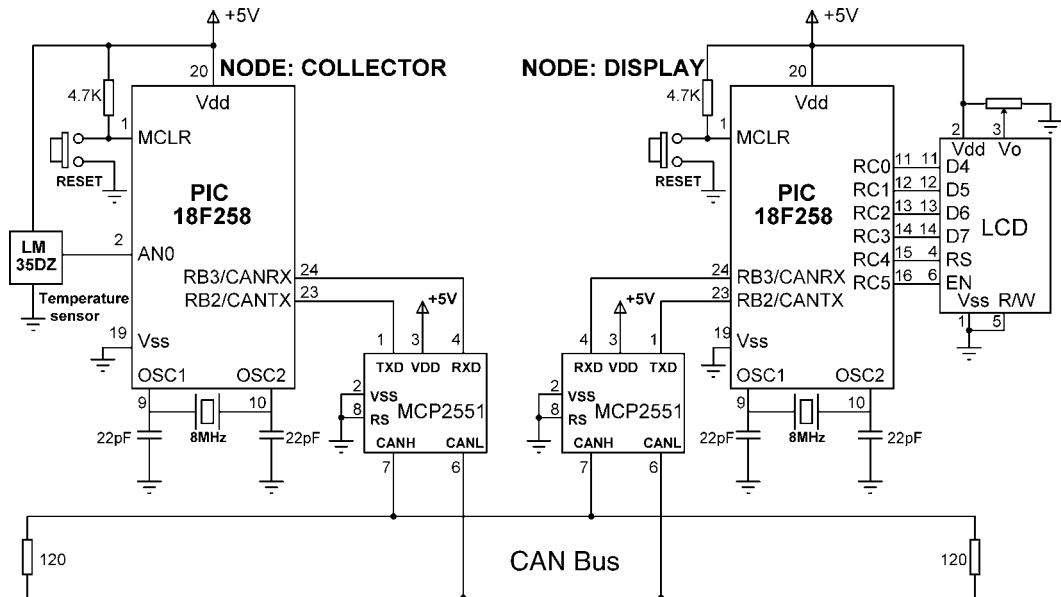 +5V
+5V
20
NODE: COLLECTOR
NODE: DISPLAY
20
4.7K
Vdd
4.7K
Vdd
1
MCLR
1
MCLR
2
3
Vdd
Vo
RESET
RESET
PIC
18F258
PIC
18F258
RC0
11
11
D4
RC1
12
12
D5
RC2
13
13
D6
RC3
14
14
D7
LCD
RC4
15
4
RS
RC5
16
6
EN
LM
35DZ
2
AN0
Temperature
sensor
RB3/CANRX
24
RB2/CANTX
23
24
RB3/CANRX
23
RB2/CANTX
Vss
R/W
1
5
+5V
+5V
19
Vss
19
Vss
1
3
4
4
3
1
TXD
VDD
RXD
RXD
VDD
TXD
OSC1
OSC2
OSC1
OSC2
2
VSS
8
RS
MCP2551
2
VSS
8
RS
MCP2551
9
10
9
10
22pF
8MHz
22pF
22pF
8MHz
22pF
CANH
CANL
CANH
CANL
7
6
7
6
120
CAN Bus
120